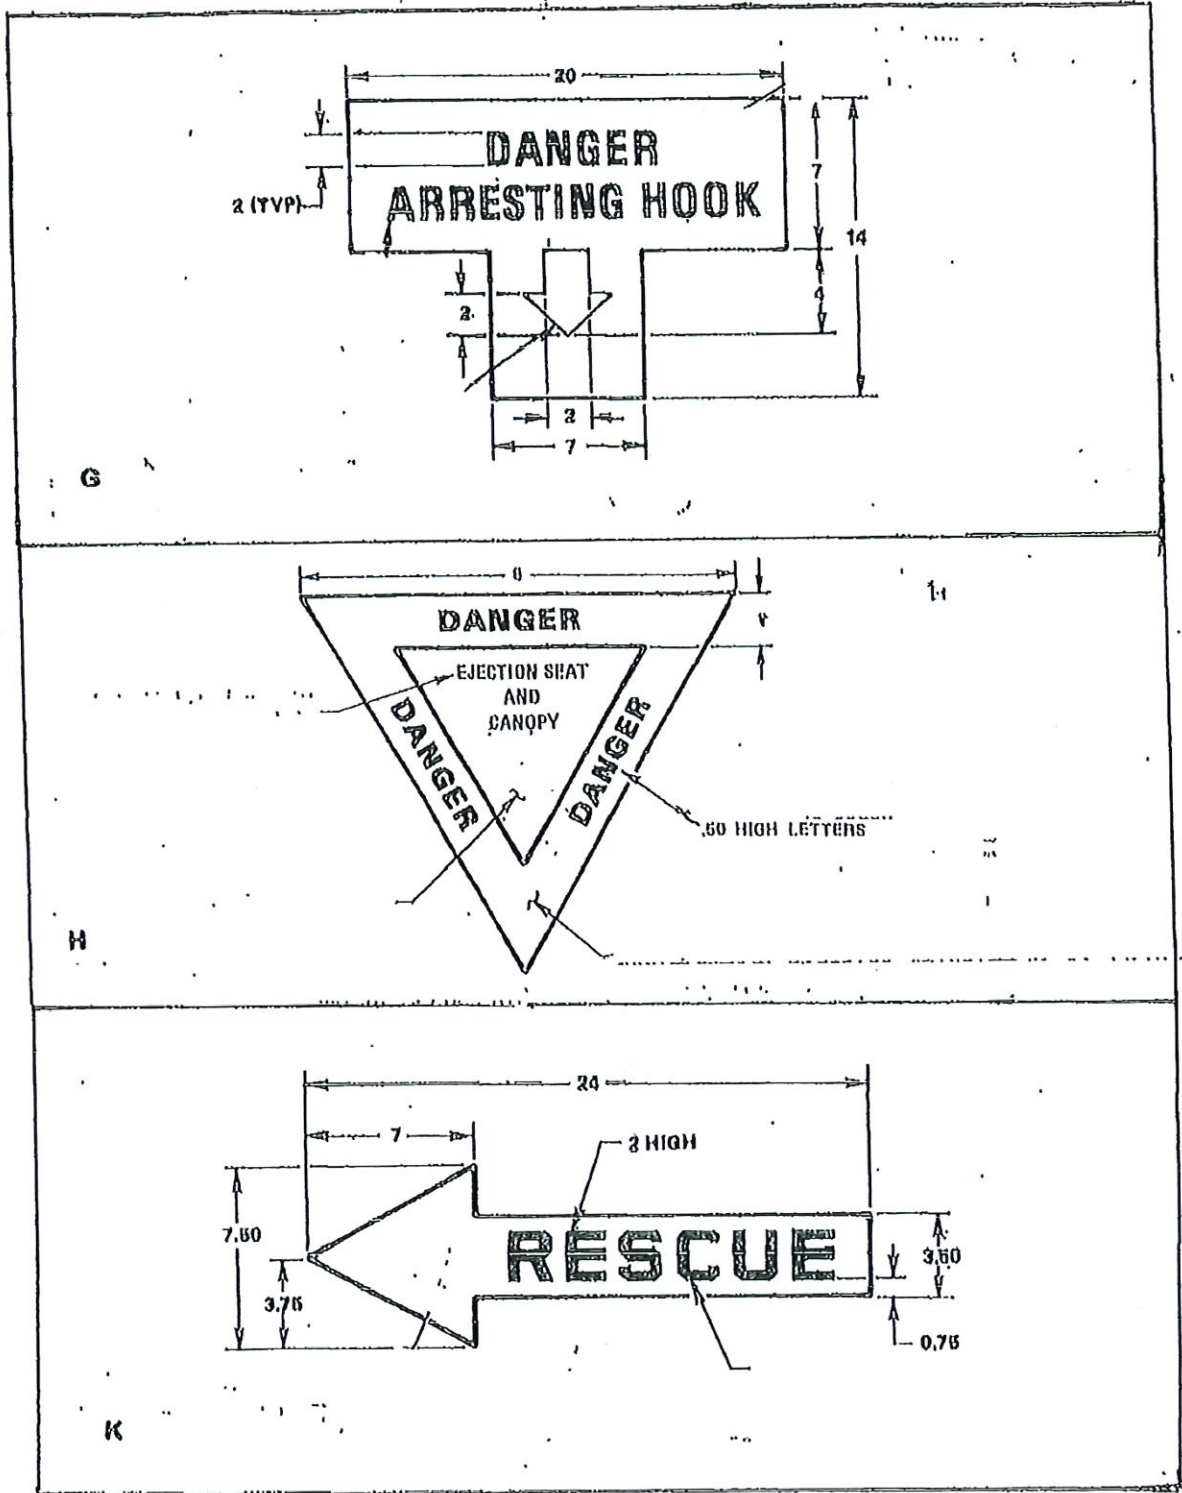 20
DANGER
ARRESTING HOOK
2 (TYP)
7
14
4
2
2
7
G
DANGER
EJECTION SEAT
AND
CANOPY
DANGER
DANGER
.50 HIGH LETTERS
H
24
7
2 HIGH
7.50
RESCUE
3.50
3.75
0.75
K